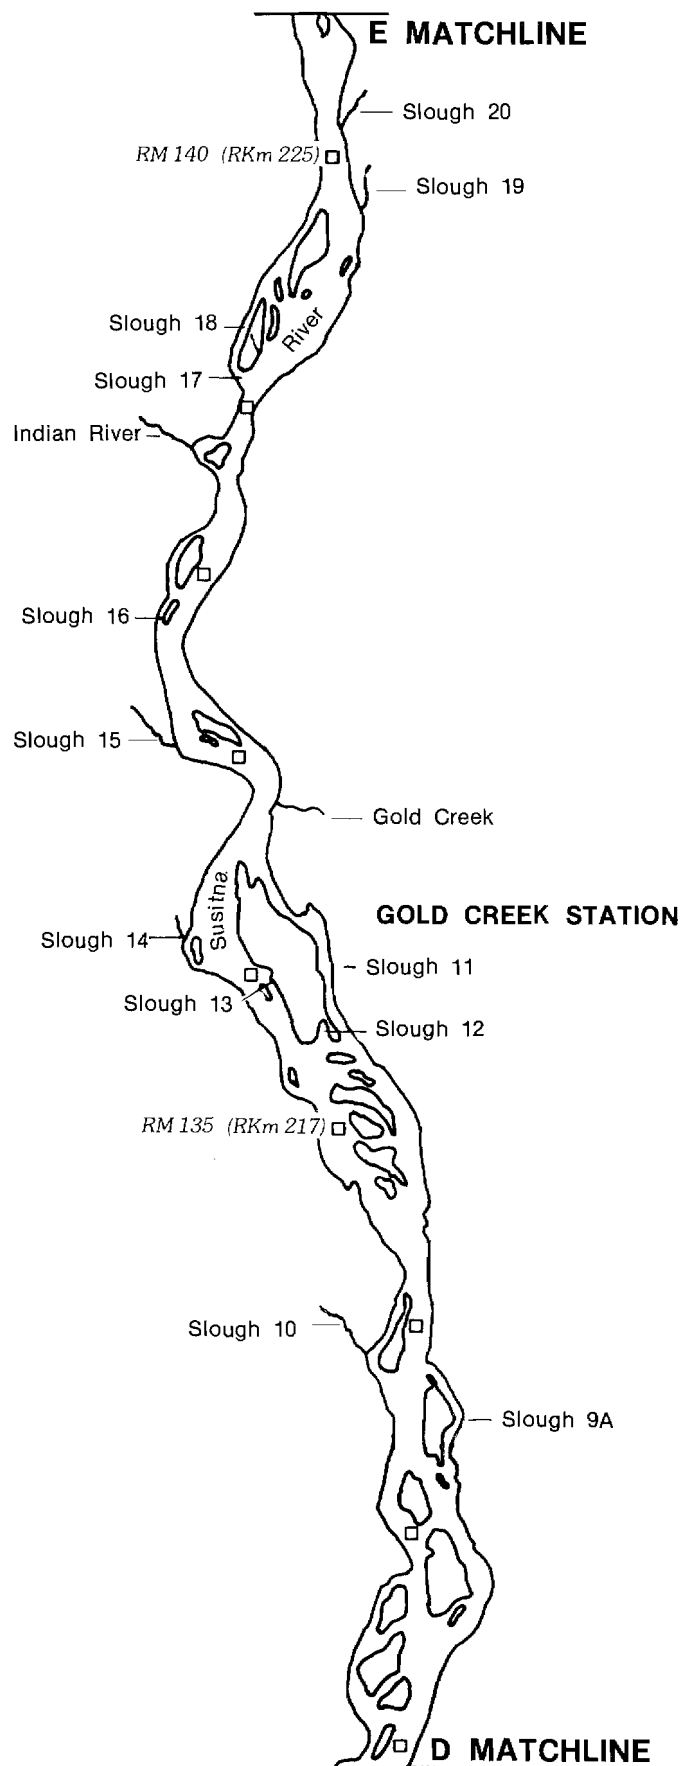 E MATCHLINE
Slough 20
RM 140 (RKm 225)
Slough 19
Slough 18
River
Slough 17
Indian River
Slough 16
Slough 15
Gold Creek
Susitna
GOLD CREEK STATION
Slough 14
Slough 11
Slough 13
Slough 12
RM 135 (RKm 217)
Slough 10
Slough 9A
D MATCHLINE